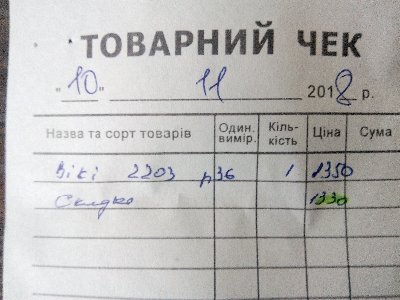 ТОВАРНИЙ ЧЕК
"10" 11 2018 р.
Назва та сорт товарів Один. вимір. Кіль-кість Ціна Сума
Вікі 2203 р36 1 1350
Скидка 1330